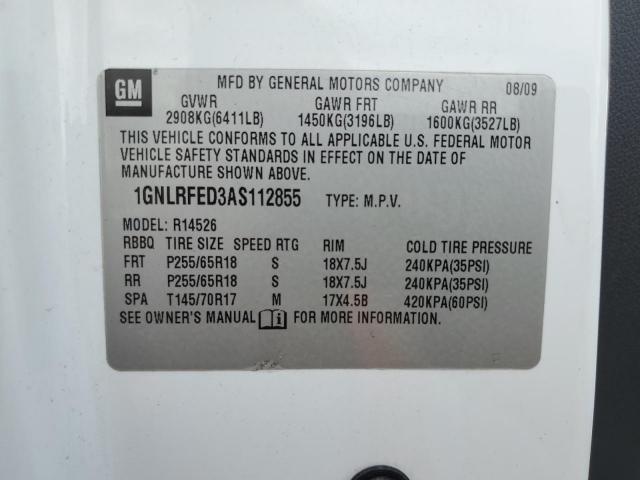 GM
MFD BY GENERAL MOTORS COMPANY 08/09
GVWR GAWR FRT GAWR RR
2908KG(6411LB) 1450KG(3196LB) 1600KG(3527LB)
THIS VEHICLE CONFORMS TO ALL APPLICABLE U.S. FEDERAL MOTOR
VEHICLE SAFETY STANDARDS IN EFFECT ON THE DATE OF
MANUFACTURE SHOWN ABOVE.
1GNLRFED3AS112855 TYPE: M.P.V.
MODEL: R14526
RBBQ TIRE SIZE SPEED RTG RIM COLD TIRE PRESSURE
FRT P255/65R18 S 18X7.5J 240KPA(35PSI)
RR P255/65R18 S 18X7.5J 240KPA(35PSI)
SPA T145/70R17 M 17X4.5B 420KPA(60PSI)
SEE OWNER'S MANUAL FOR MORE INFORMATION.